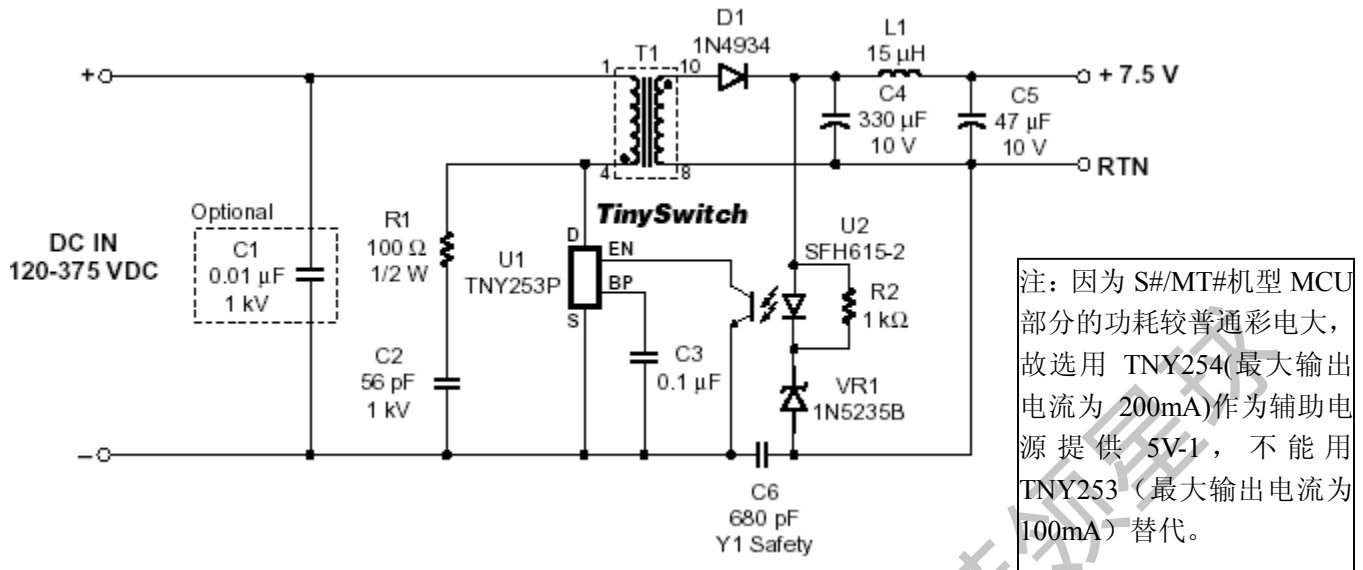 D1
1N4934
L1
15 µH
T1
1
10
+
+ 7.5 V
C4
330 µF
10 V
C5
47 µF
10 V
4
8
RTN
TinySwitch
Optional
C1
0.01 µF
1 kV
DC IN
120-375 VDC
R1
100 Ω
1/2 W
U1
TNY253P
D
S
EN
BP
U2
SFH615-2
R2
1 kΩ
C2
56 pF
1 kV
C3
0.1 µF
VR1
1N5235B
–
C6
680 pF
Y1 Safety
注：因为 S#/MT#机型 MCU
部分的功耗较普通彩电大，
故选用 TNY254(最大输出
电流为 200mA)作为辅助电
源提供 5V-1，不能用
TNY253（最大输出电流为
100mA）替代。